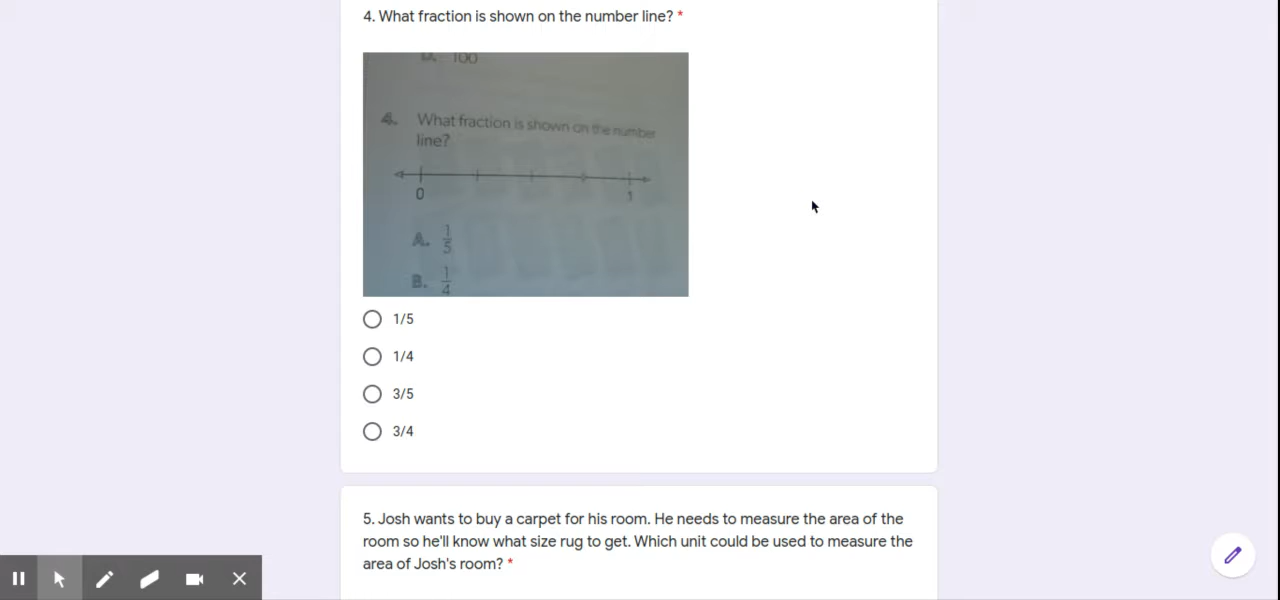 4. What fraction is shown on the number line? *
D. 100
4. What fraction is shown on the number
line?
0 1
A. 1/5
B. 1/4
1/5
1/4
3/5
3/4
5. Josh wants to buy a carpet for his room. He needs to measure the area of the
room so he'll know what size rug to get. Which unit could be used to measure the
area of Josh's room? *